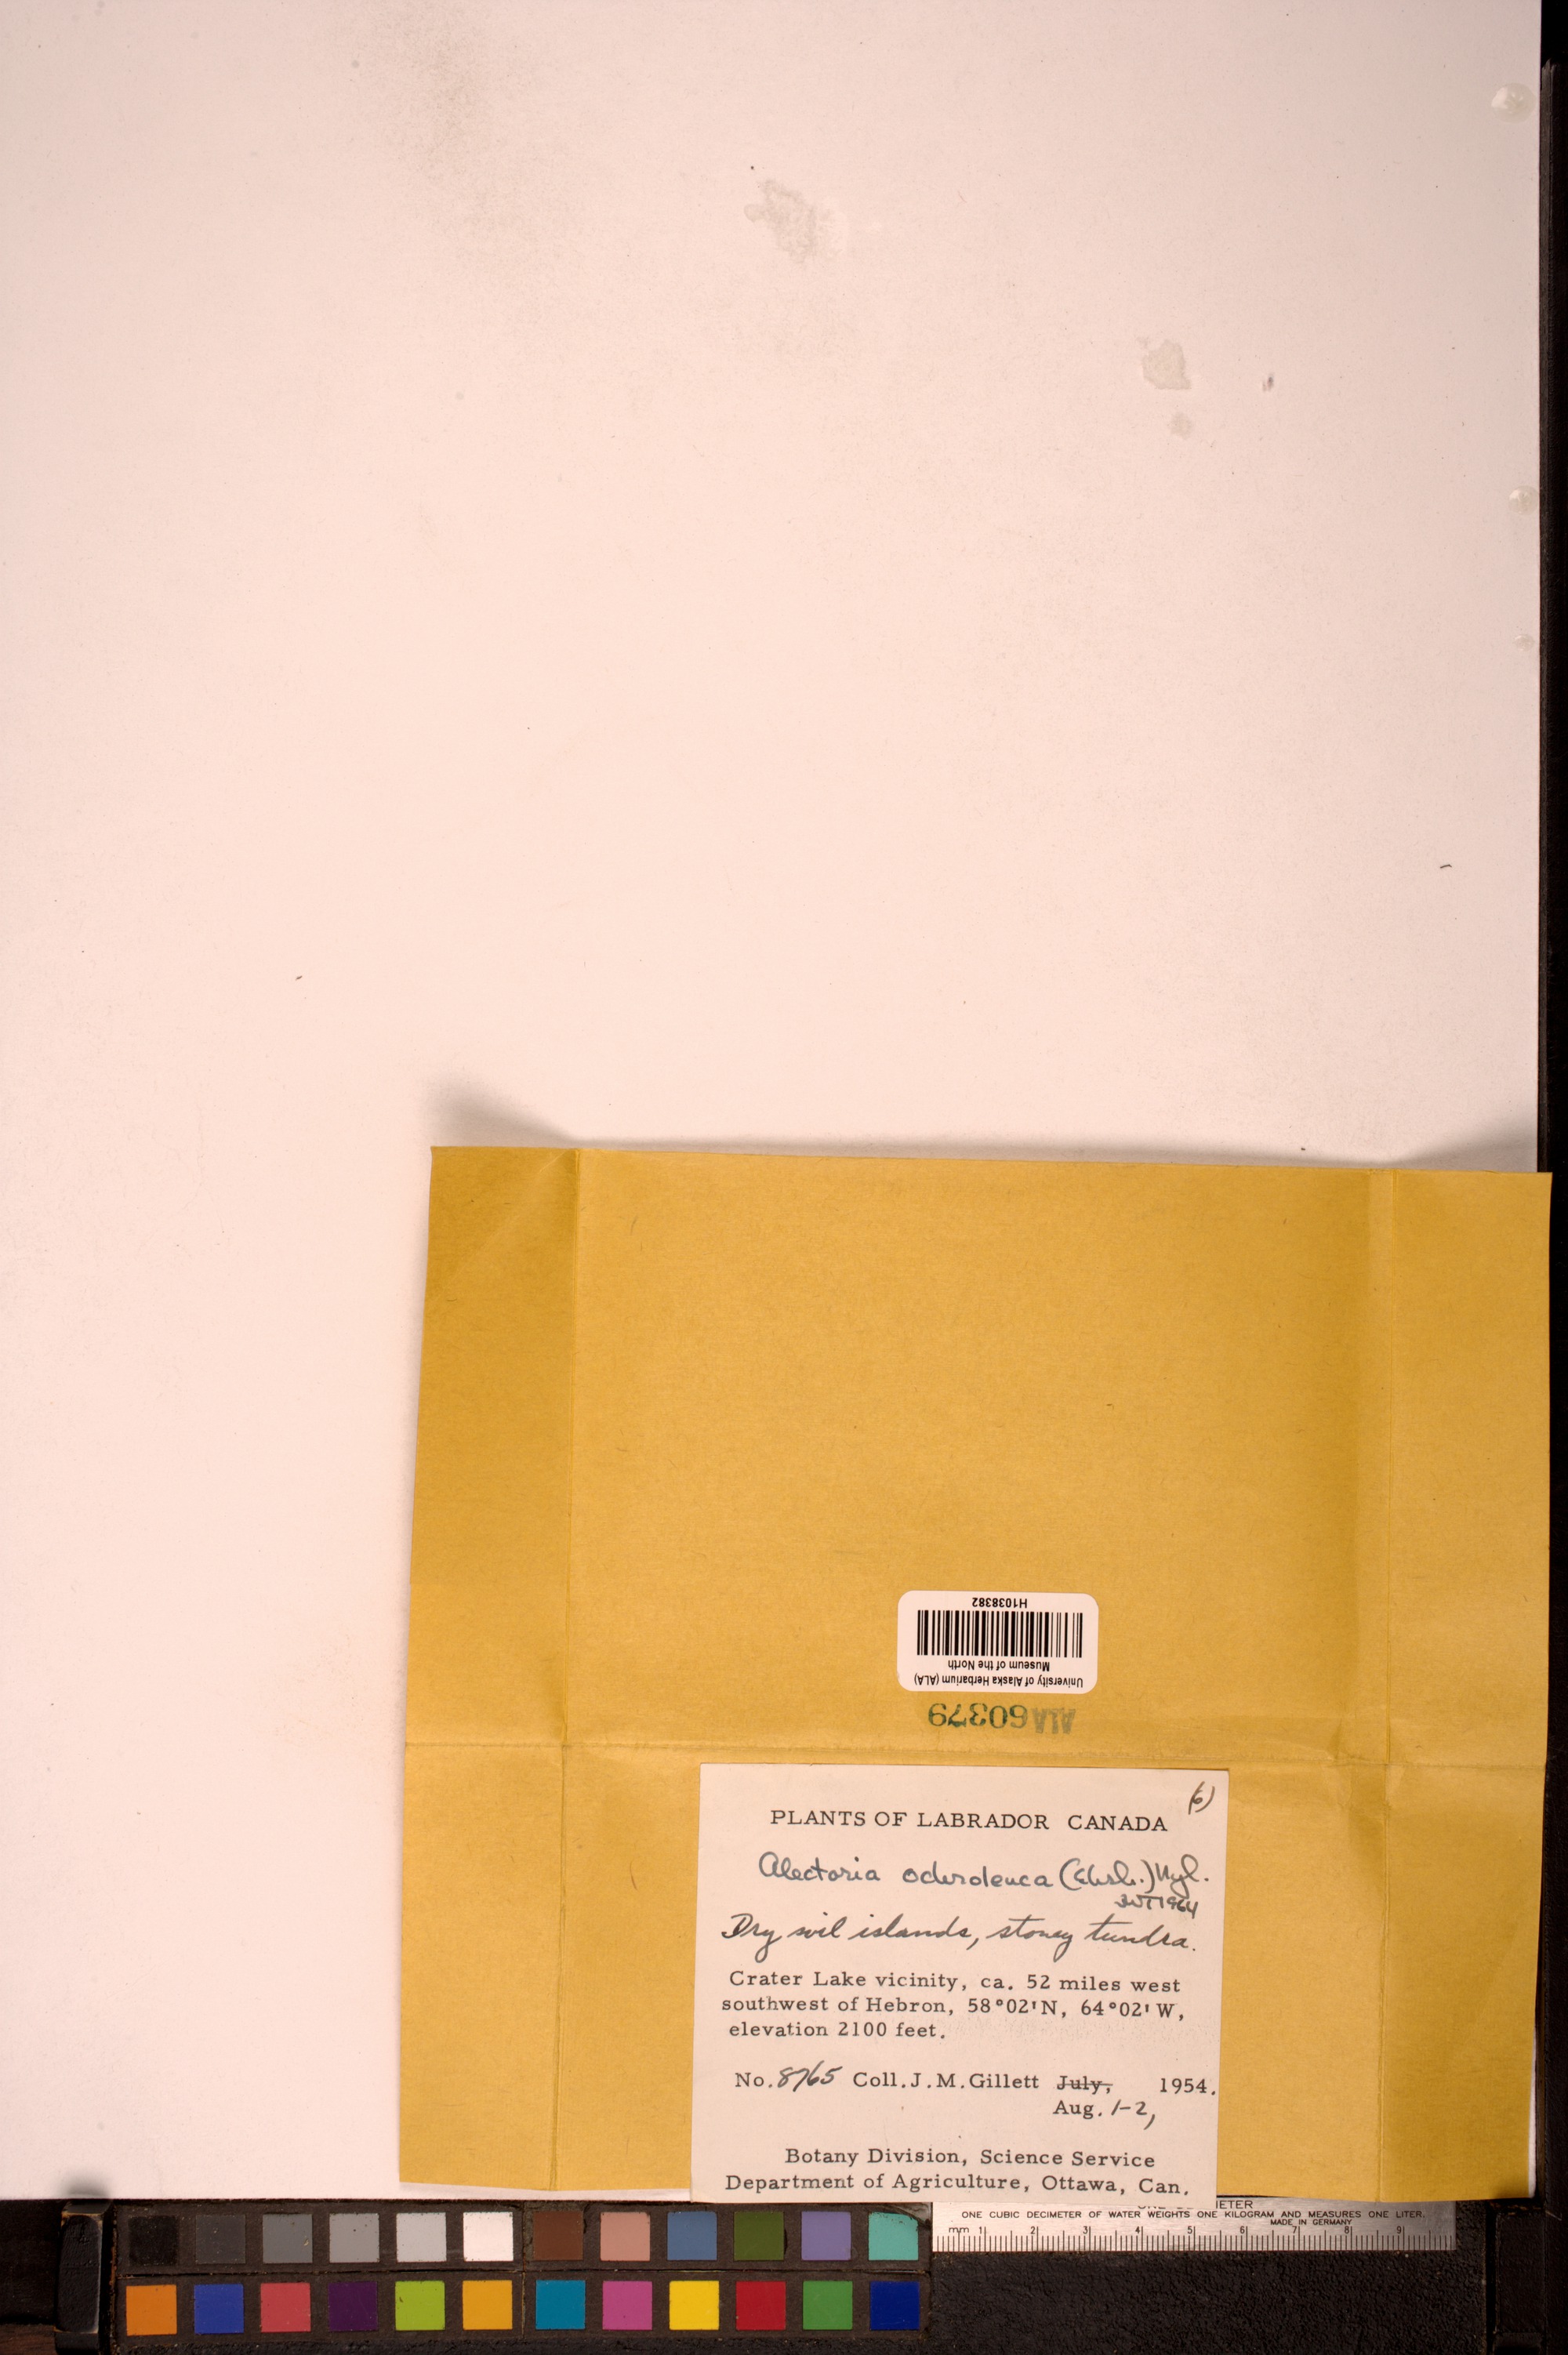 H1038382
Museum of the North
University of Alaska Herbarium (ALA)
ALA 60379
(6)
PLANTS OF LABRADOR CANADA
Alectoria ochroleuca (Ehrh.) Nyl.
JWT 1964
Dry soil islands, stoney tundra.
Crater Lake vicinity, ca. 52 miles west
southwest of Hebron, 58°02'N, 64°02' W,
elevation 2100 feet.
No. 8765 Coll. J. M. Gillett July, 1954.
Aug. 1-2,
Botany Division, Science Service
Department of Agriculture, Ottawa, Can.
METER
ONE CUBIC DECIMETER OF WATER WEIGHTS ONE KILOGRAM AND MEASURES ONE LITER.
MADE IN GERMANY
mm 1 2 3 4 5 6 7 8 9